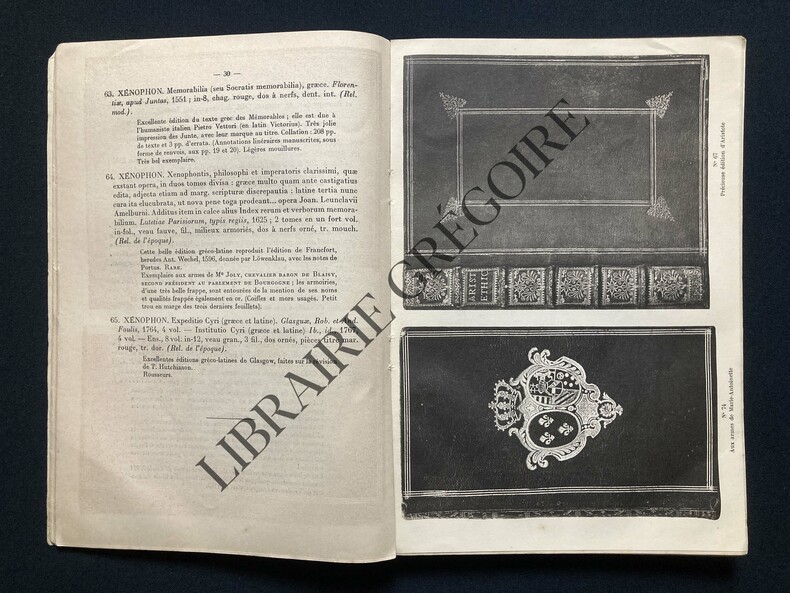 — 30 —
63. XÉNOPHON. Memorabilia (seu Socratis memorabilia), græce. Floren-
tiæ, apud Juntas, 1551 ; in-8, chag. rouge, dos à nerfs, dent. int. (Rel.
mod.).
Excellente édition du texte grec des Mémorables ; elle est due à
l'humaniste italien Pietro Vettori (en latin Victorius). Très jolie
impression des Junte, avec leur marque au titre. Collation : 208 pp.
de texte et 3 pp. d'errata. (Annotations linéraires manuscrites, sous
forme de renvois, aux pp. 19 et 20). Légères mouillures.
Très bel exemplaire.
64. XÉNOPHON. Xenophontis, philosophi et imperatoris clarissimi, quæ
exstant opera, in duos tomes divisa : græce multo quam ante castigatius
edita, adjecta etiam ad marg. scripturæ discrepautia : latine tertia nunc
cura ita elucubrata, ut nova pene toga prodeant... opera Joan. Leunclavii
Amelburni. Additus item in calce alius Index rerum et verborum memora-
bilium. Lutetiæ Parisiorum, typis regiis, 1625 ; 2 tomes en un fort vol.
in-fol., veau fauve, fil., milieux armoriés, dos à nerfs orné, tr. mouch.
(Rel. de l'époque).
Cette belle édition gréco-latine reproduit l'édition de Francfort,
heredes Ant. Wechel, 1596, donnée par Löwenklau, avec les notes de
Portus. RARE.
Exemplaire aux armes de Mre JOLY, CHEVALIER BARON DE BLAISY,
SECOND PRÉSIDENT AU PARLEMENT DE BOURGOGNE ; les armoiries,
d'une très belle frappe, sont entourées de la mention de ses noms
et qualités frappée également en or. (Coiffes et mors usagés. Petit
trou en marge des trois derniers feuillets).
65. XÉNOPHON. Expeditio Cyri (græce et latine). Glasguæ, Rob. et And.
Foulis, 1764, 4 vol. — Institutio Cyri (græce et latine) Ib., id., 1767,
4 vol. — Ens., 8 vol. in-12, veau gran., 3 fil., dos ornés, pièces titre mar.
rouge, tr. dor. (Rel. de l'époque).
Excellentes éditions gréco-latines de Glasgow, faites sur la révision
de T. Hutchinson.
Rousseurs.
ARIST
ETHIC
N° 67
Précieuse édition d'Aristote
N° 74
Aux armes de Marie-Antoinette
LIBRAIRIE GRÉGOIRE